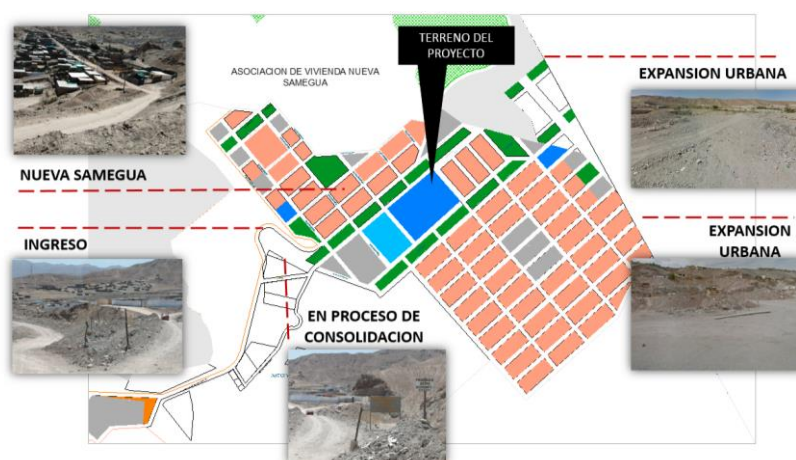 TERRENO DEL
PROYECTO
ASOCIACION DE VIVIENDA NUEVA
SAMEGUA
EXPANSION URBANA
NUEVA SAMEGUA
INGRESO
EXPANSION
URBANA
EN PROCESO DE
CONSOLIDACION